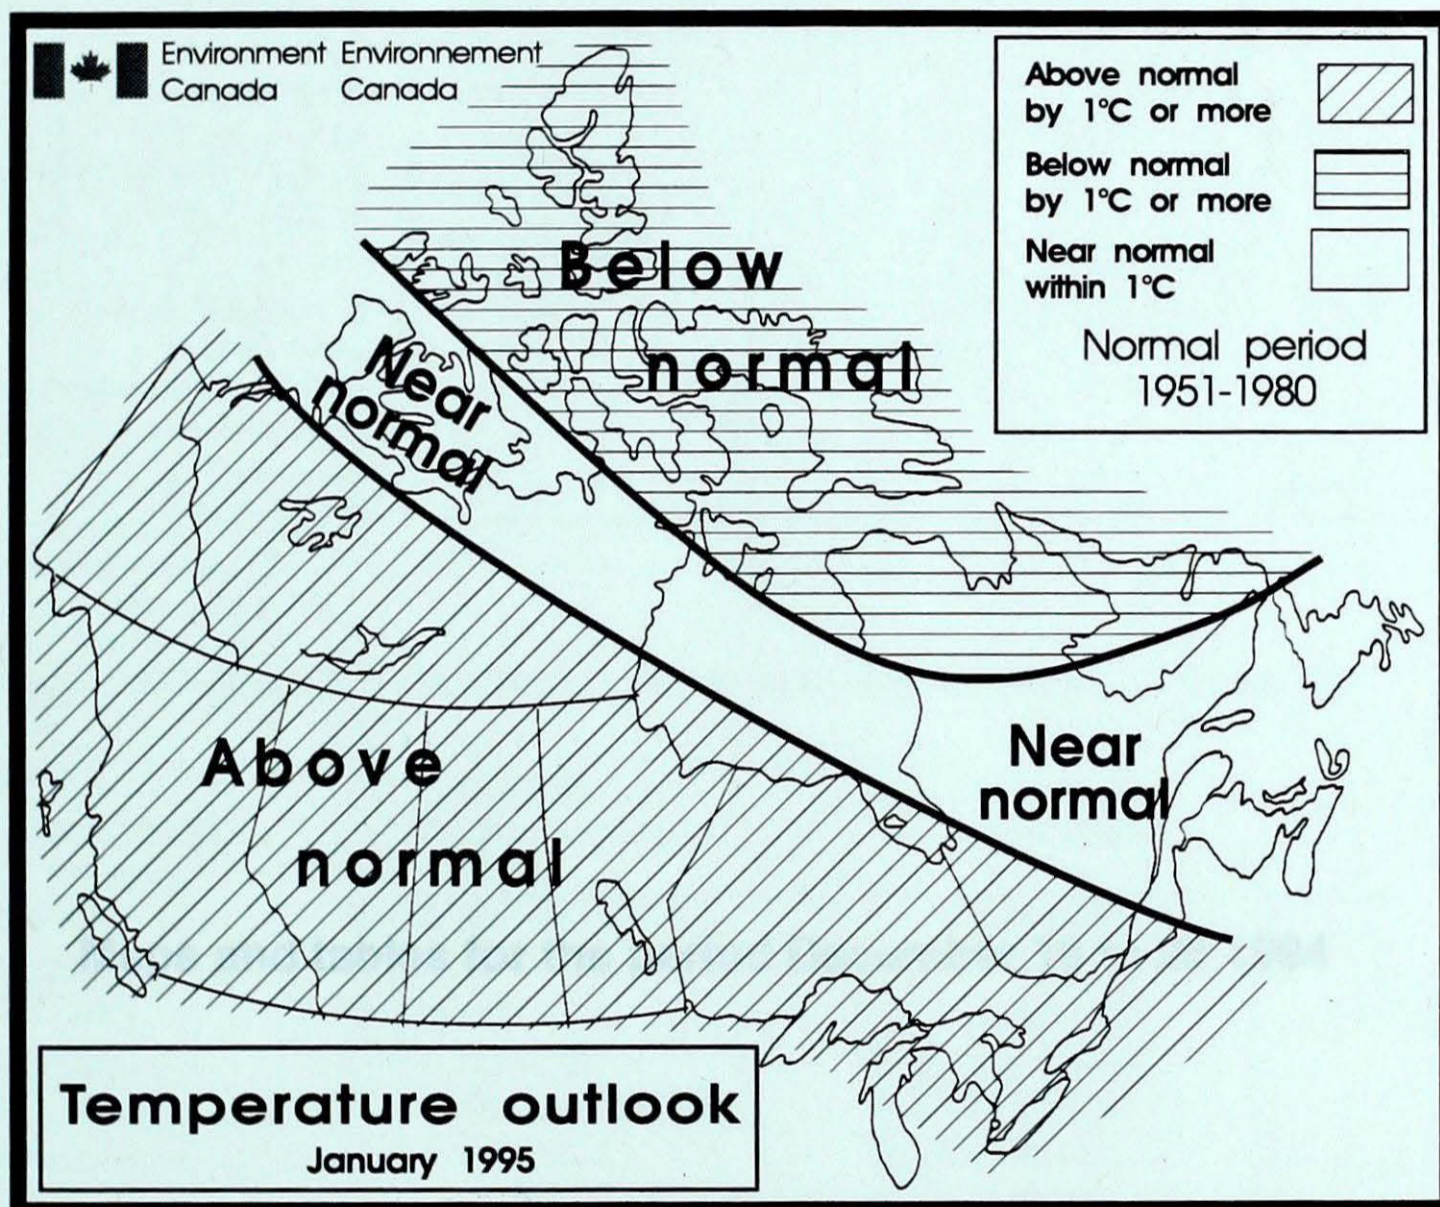 Environment Environnement
Canada Canada
Above normal
by 1°C or more
Below normal
by 1°C or more
Near normal
within 1°C
Normal period
1951-1980
Below
normal
Near
normal
Above
normal
Near
normal
Temperature outlook
January 1995